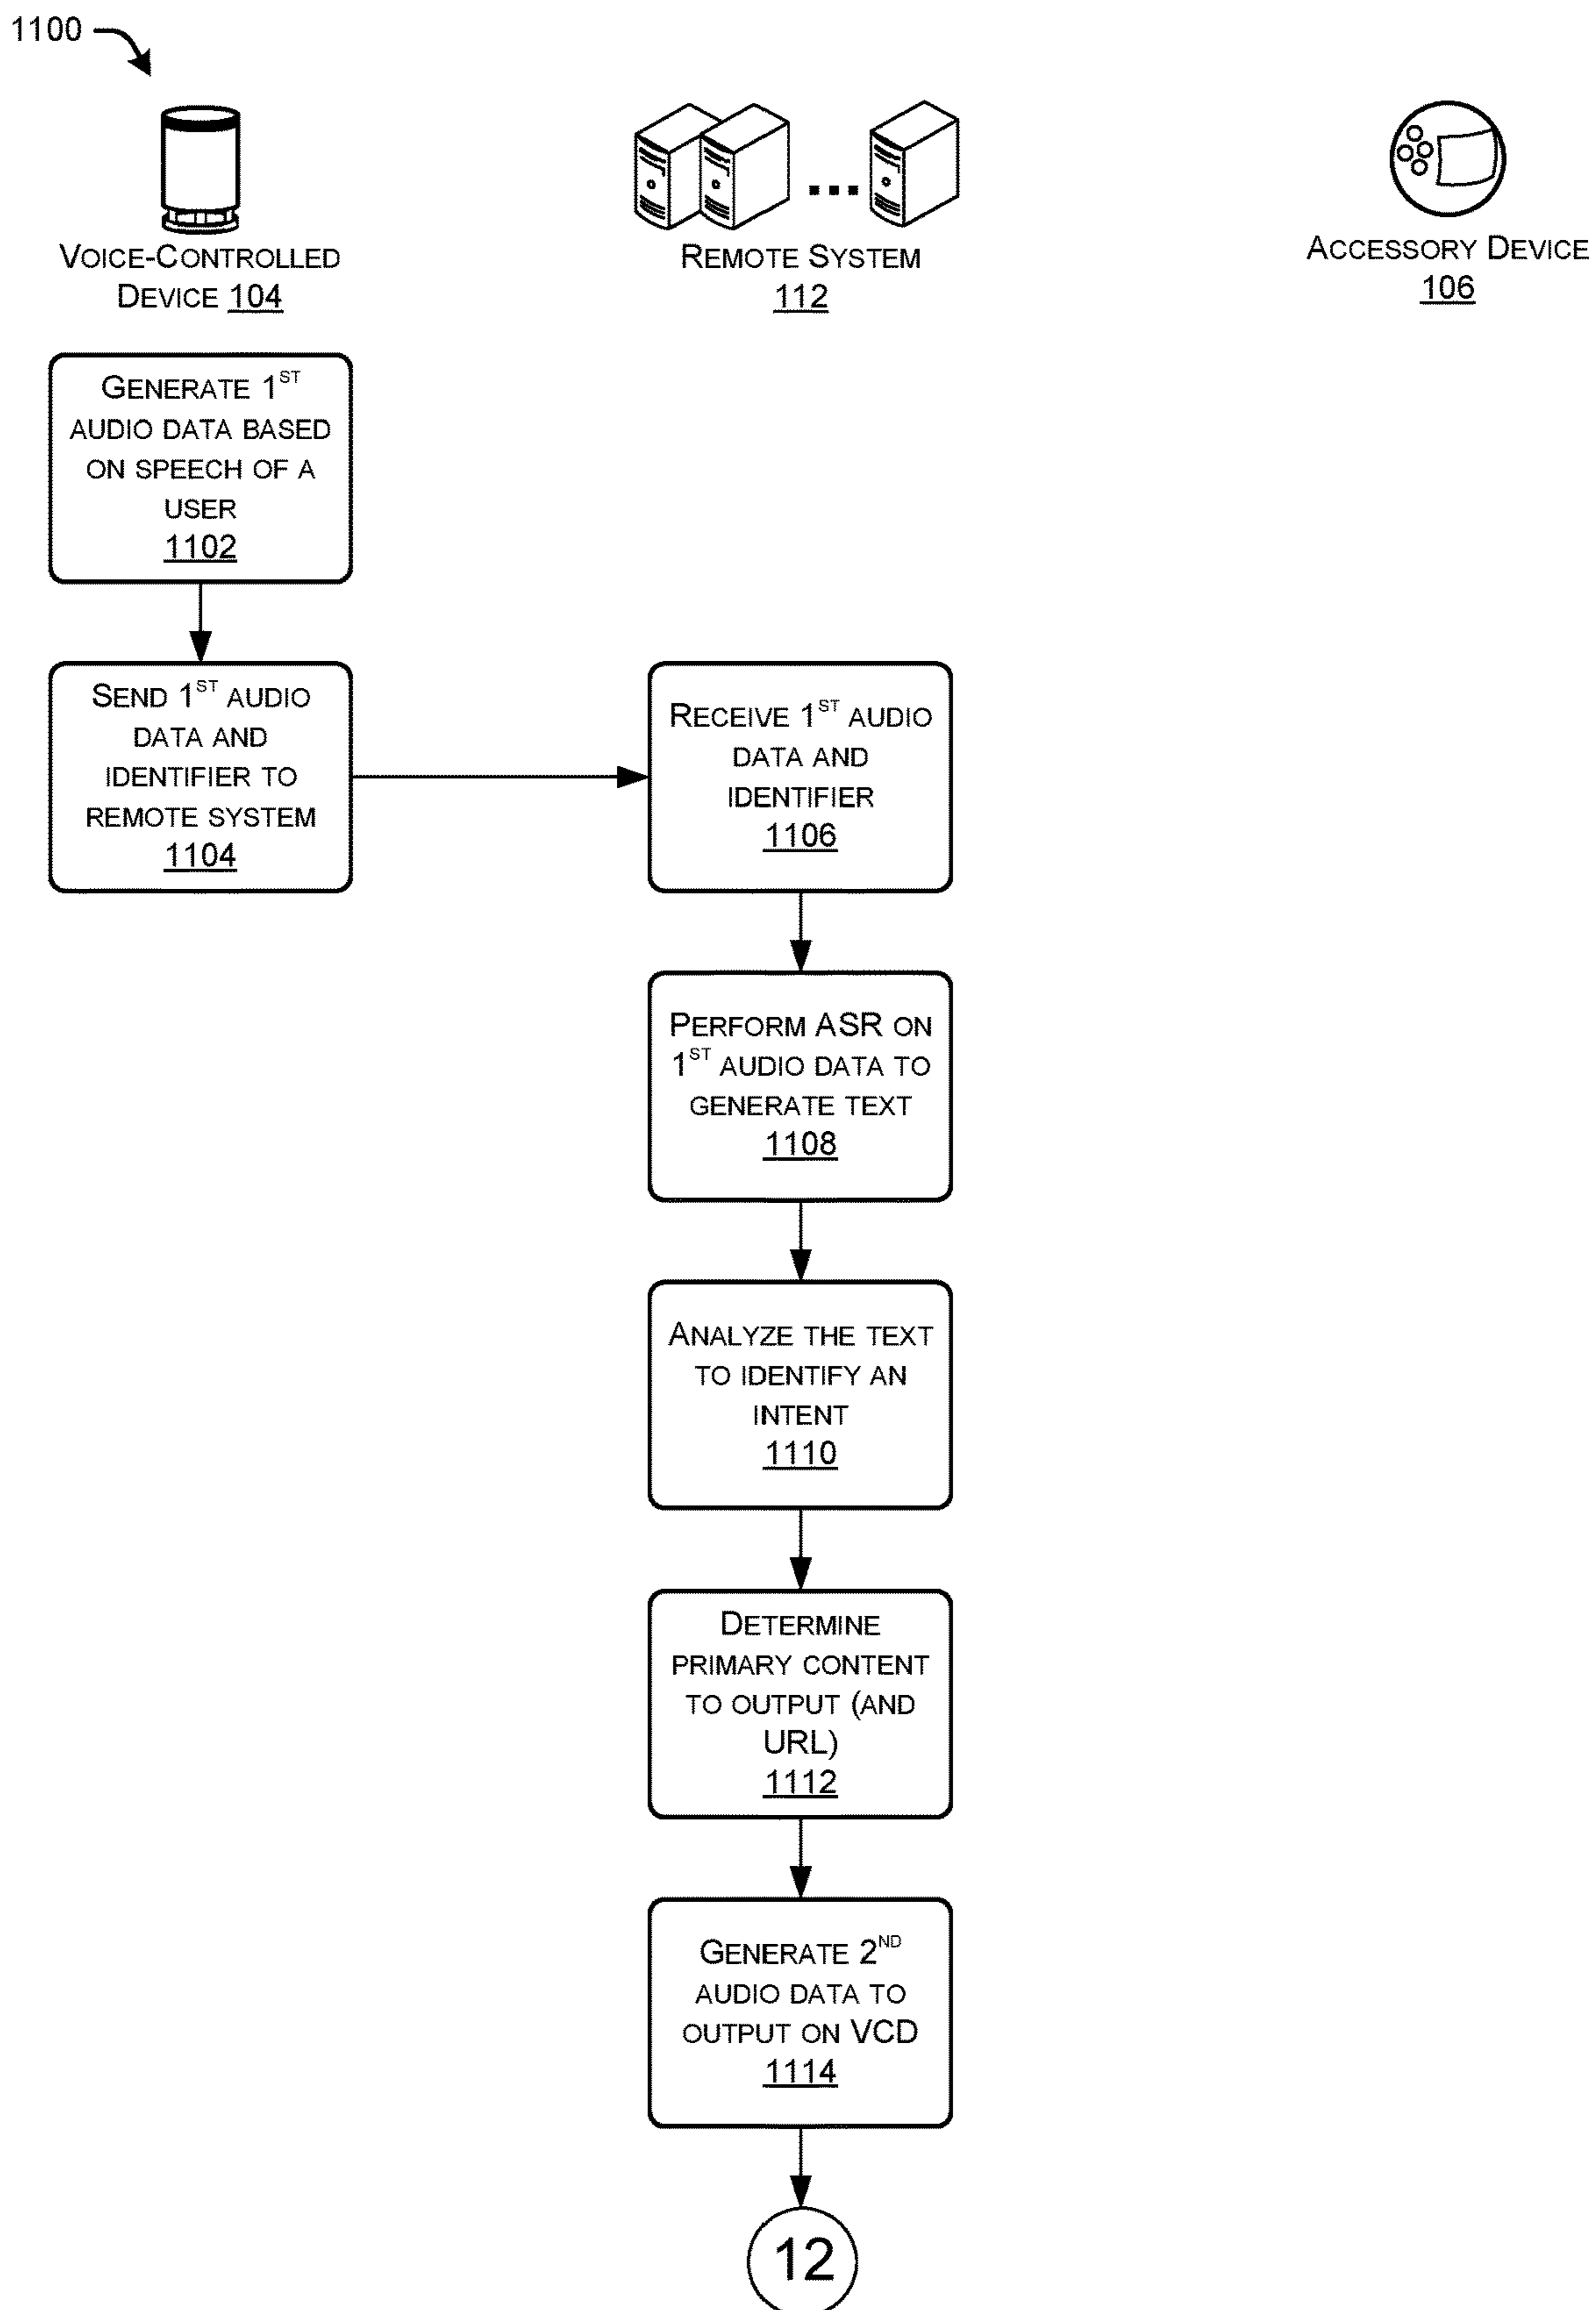 1100
VOICE-CONTROLLED
DEVICE 104
REMOTE SYSTEM
112
ACCESSORY DEVICE
106
GENERATE 1ST
AUDIO DATA BASED
ON SPEECH OF A
USER
1102
SEND 1ST AUDIO
DATA AND
IDENTIFIER TO
REMOTE SYSTEM
1104
RECEIVE 1ST AUDIO
DATA AND
IDENTIFIER
1106
PERFORM ASR ON
1ST AUDIO DATA TO
GENERATE TEXT
1108
ANALYZE THE TEXT
TO IDENTIFY AN
INTENT
1110
DETERMINE
PRIMARY CONTENT
TO OUTPUT (AND
URL)
1112
GENERATE 2ND
AUDIO DATA TO
OUTPUT ON VCD
1114
12